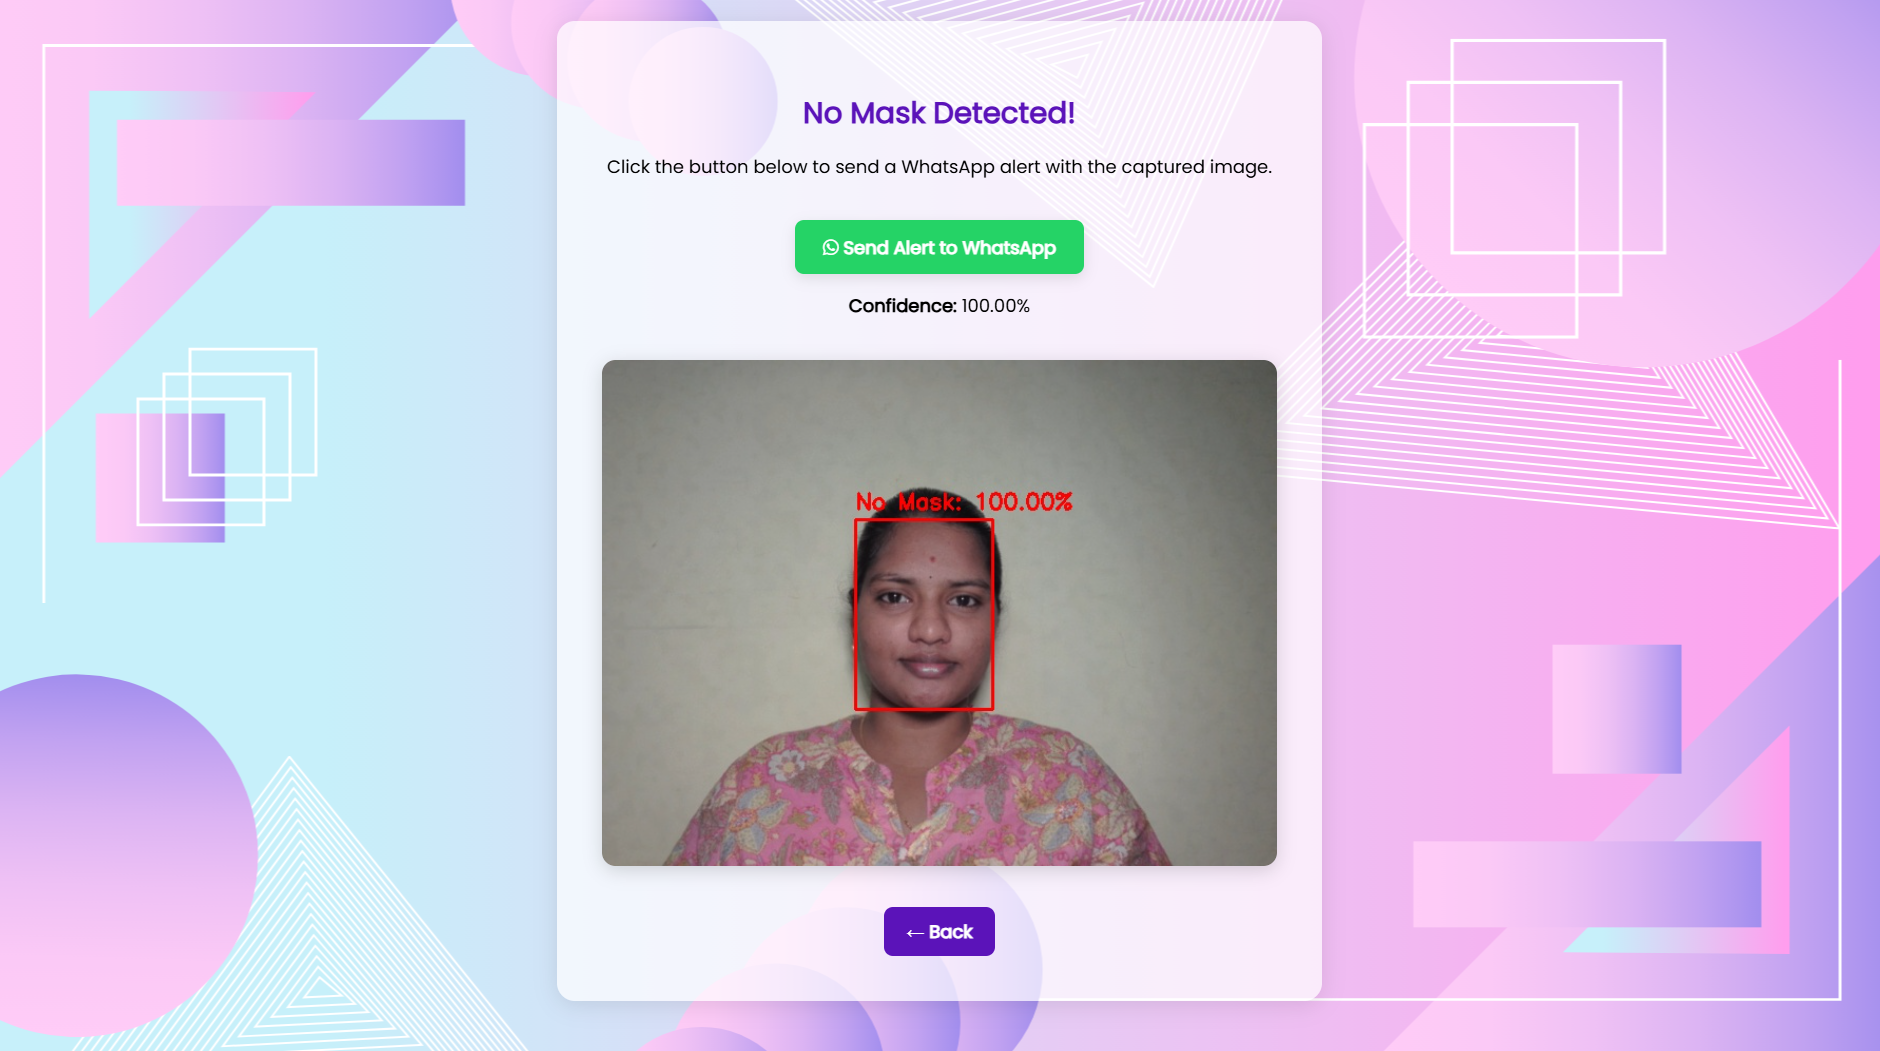 No Mask Detected!
Click the button below to send a WhatsApp alert with the captured image.
Send Alert to WhatsApp
Confidence: 100.00%
No Mask: 100.00%
← Back